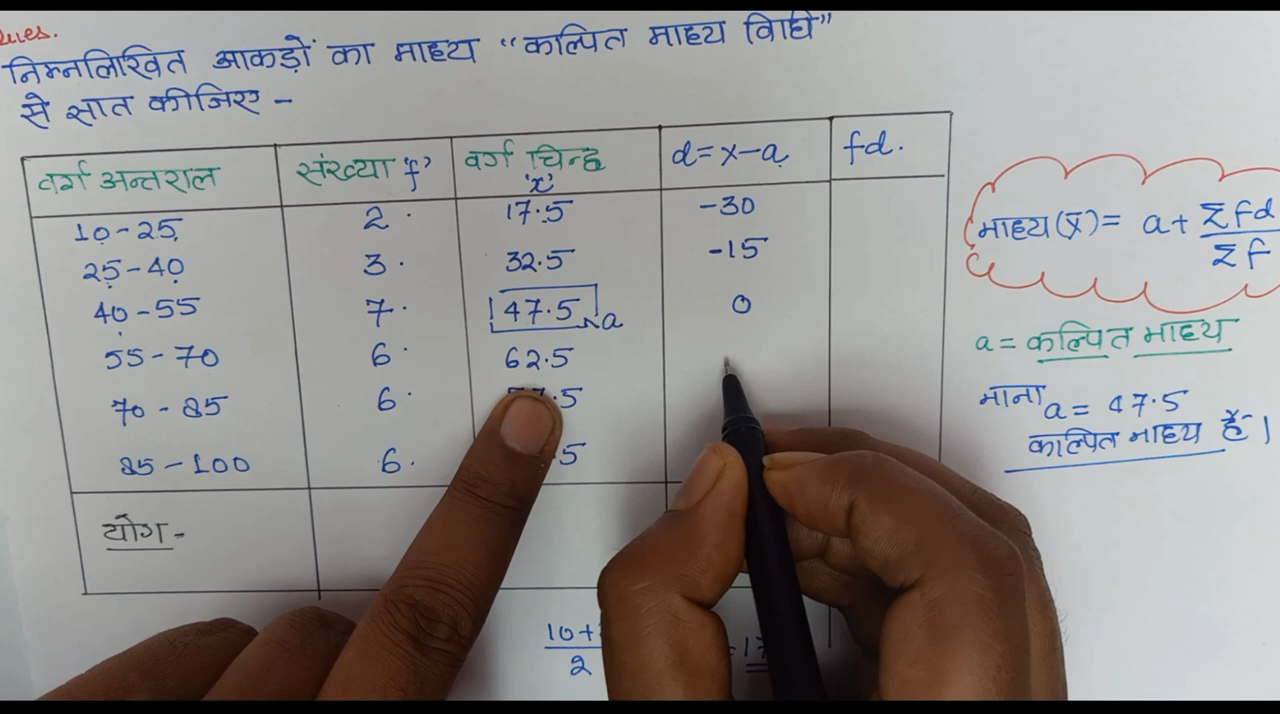 Ques.
निम्नलिखित आकड़ों का माध्य “कल्पित माध्य विधि”
से ज्ञात कीजिए -
वर्ग अन्तराल संख्या 'f' वर्ग चिन्ह 'x' d=x-a fd.
10-25 2 17.5 -30
25-40 3 32.5 -15
40-55 7 47.5 a 0
55-70 6 62.5
70-85 6 .5
85-100 6 .5
योग -
माध्य(x̄) = a + Σfd / Σf
a = कल्पित माध्य
माना a = 47.5
कल्पित माध्य है।
10+
2 =17